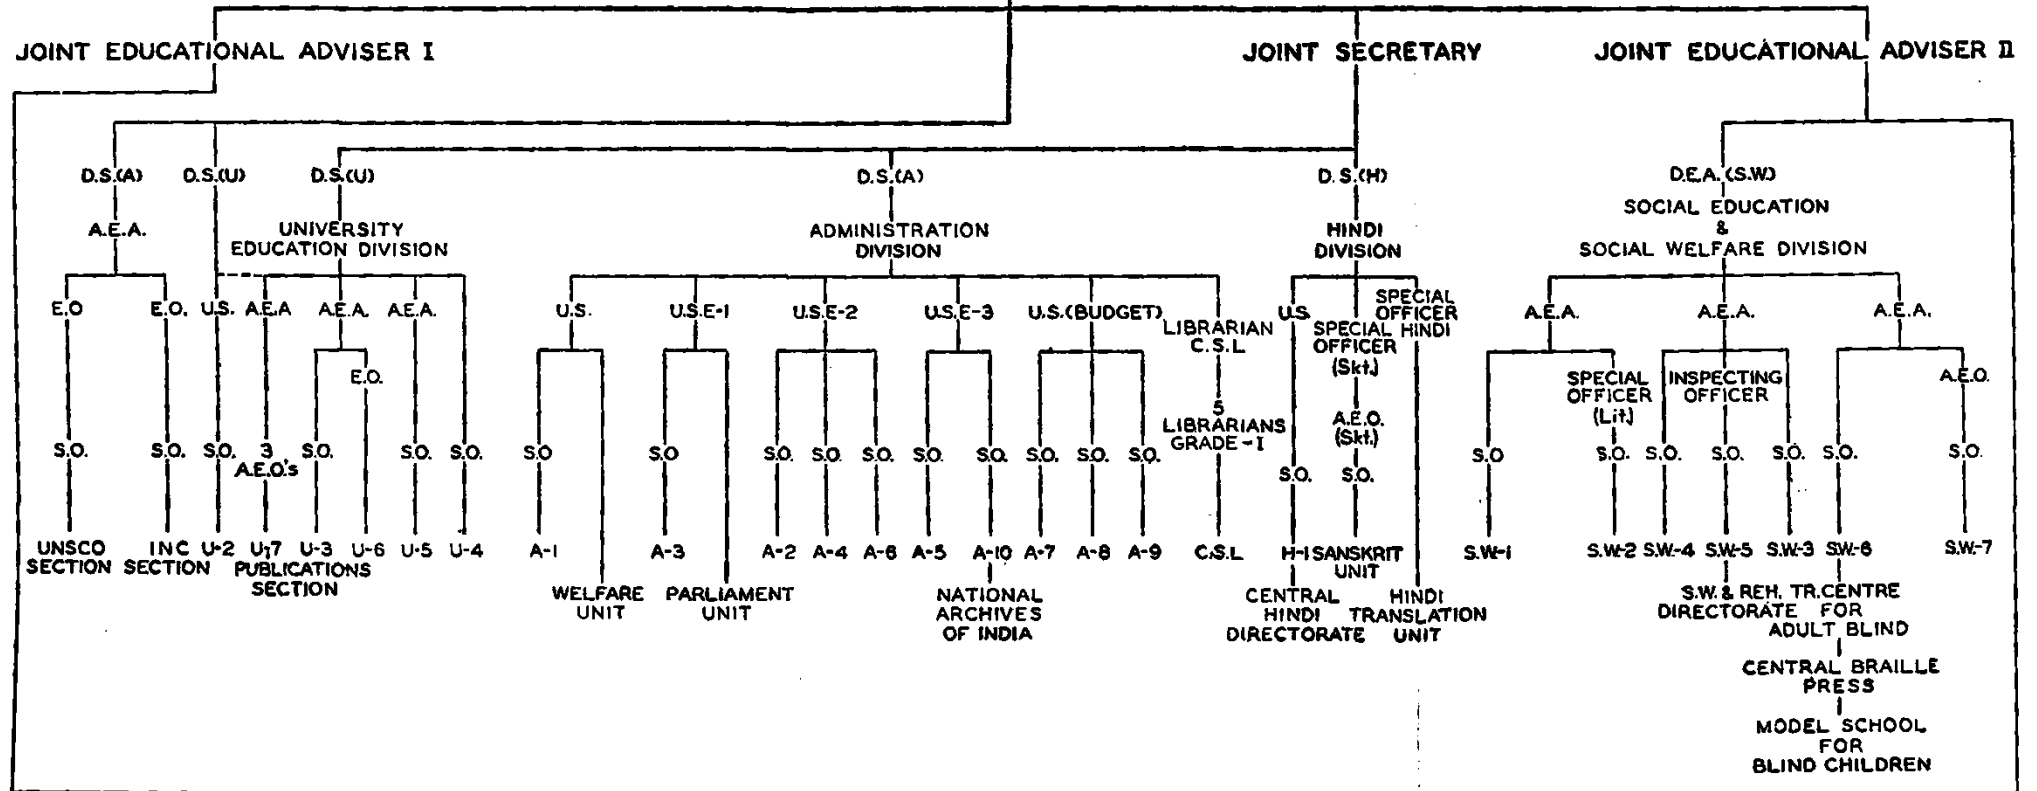 JOINT EDUCATIONAL ADVISER I
JOINT SECRETARY
JOINT EDUCATIONAL ADVISER II
D.S.(A)
D.S.(U)
D.S.(U)
D.S.(A)
D.S.(H)
D.E.A.(S.W.)
A.E.A.
UNIVERSITY
EDUCATION DIVISION
ADMINISTRATION
DIVISION
HINDI
DIVISION
SOCIAL EDUCATION
&
SOCIAL WELFARE DIVISION
E.O
E.O.
U.S.
A.E.A
A.E.A.
A.E.A.
U.S.
U.S.E-1
U.S.E-2
U.S.E-3
U.S.(BUDGET)
LIBRARIAN
C.S.L
U.S.
SPECIAL
OFFICER
(Skt.)
SPECIAL
OFFICER
HINDI
A.E.A.
A.E.A.
A.E.A.
E.O.
SPECIAL
OFFICER
(Lit.)
INSPECTING
OFFICER
A.E.O.
5
LIBRARIANS
GRADE-I
A.E.O.
(Skt.)
S.O.
S.O.
S.O.
3
A.E.O.'s
S.O.
S.O.
S.O.
S.O
S.O
S.O.
S.O.
S.O.
S.O.
S.O.
S.O.
S.O.
S.O.
S.O.
S.O.
S.O
S.O.
S.O.
S.O.
S.O.
S.O.
S.O.
UNSCO
SECTION
INC
SECTION
U-2
U-7
PUBLICATIONS
SECTION
U-3
U-6
U-5
U-4
A-1
WELFARE
UNIT
A-3
PARLIAMENT
UNIT
A-2
A-4
A-6
A-5
A-10
NATIONAL
ARCHIVES
OF INDIA
A-7
A-8
A-9
C.S.L
H-1
CENTRAL
HINDI
DIRECTORATE
SANSKRIT
UNIT
HINDI
TRANSLATION
UNIT
S.W.-1
S.W.-2
S.W.-4
S.W.-5
S.W.-3
S.W.-6
S.W.-7
S.W. & REH.
DIRECTORATE
TR. CENTRE
FOR
ADULT BLIND
CENTRAL BRAILLE
PRESS
MODEL SCHOOL
FOR
BLIND CHILDREN